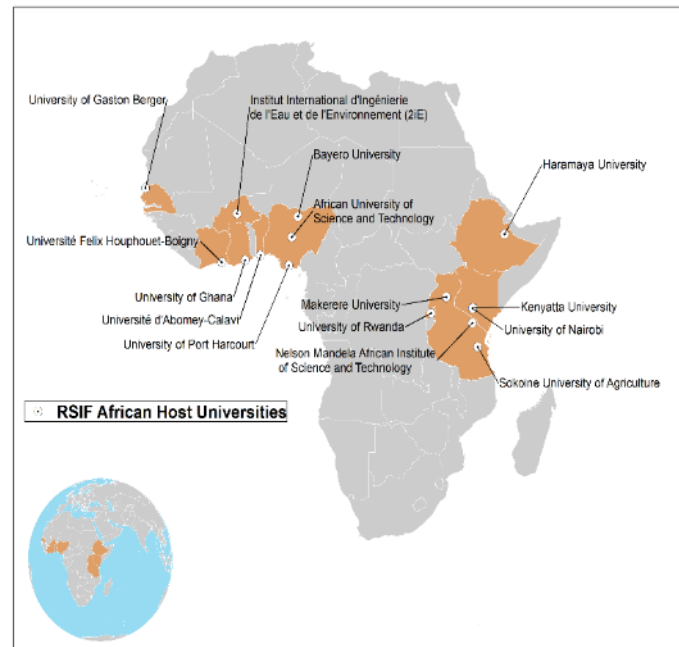 University of Gaston Berger
Institut International d'Ingénierie
de l'Eau et de l'Environnement (2iE)
Bayero University
Haramaya University
African University of
Science and Technology
Université Felix Houphouet-Boigny
University of Ghana
Makerere University
Kenyatta University
Université d'Abomey-Calavi
University of Rwanda
University of Nairobi
University of Port Harcourt
Nelson Mandela African Institute
of Science and Technology
Sokoine University of Agriculture
RSIF African Host Universities